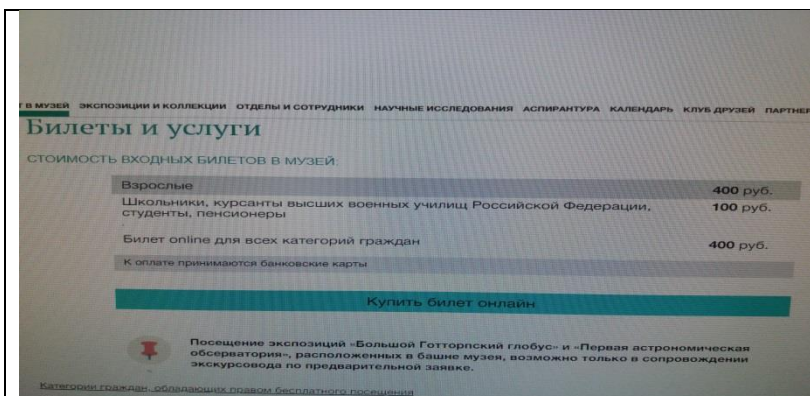 В МУЗЕЙ ЭКСПОЗИЦИИ И КОЛЛЕКЦИИ ОТДЕЛЫ И СОТРУДНИКИ НАУЧНЫЕ ИССЛЕДОВАНИЯ АСПИРАНТУРА КАЛЕНДАРЬ КЛУБ ДРУЗЕЙ ПАРТНЕР
Билеты и услуги
СТОИМОСТЬ ВХОДНЫХ БИЛЕТОВ В МУЗЕЙ:
Взрослые 400 руб.
Школьники, курсанты высших военных училищ Российской Федерации, 100 руб.
студенты, пенсионеры
Билет online для всех категорий граждан 400 руб.
К оплате принимаются банковские карты
Купить билет онлайн
Посещение экспозиций «Большой Готторпский глобус» и «Первая астрономическая
обсерватория», расположенных в башне музея, возможно только в сопровождении
экскурсовода по предварительной заявке.
Категории граждан, обладающих правом бесплатного посещения